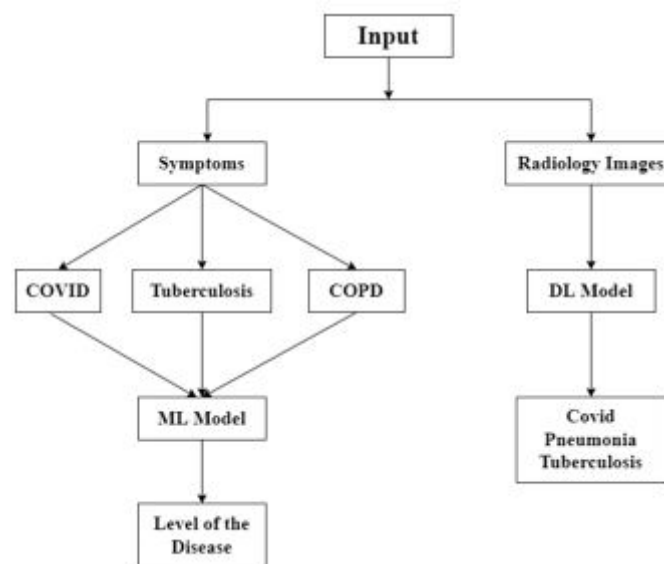 Input
Symptoms
Radiology Images
COVID
Tuberculosis
COPD
DL Model
ML Model
Covid
Pneumonia
Tuberculosis
Level of the
Disease